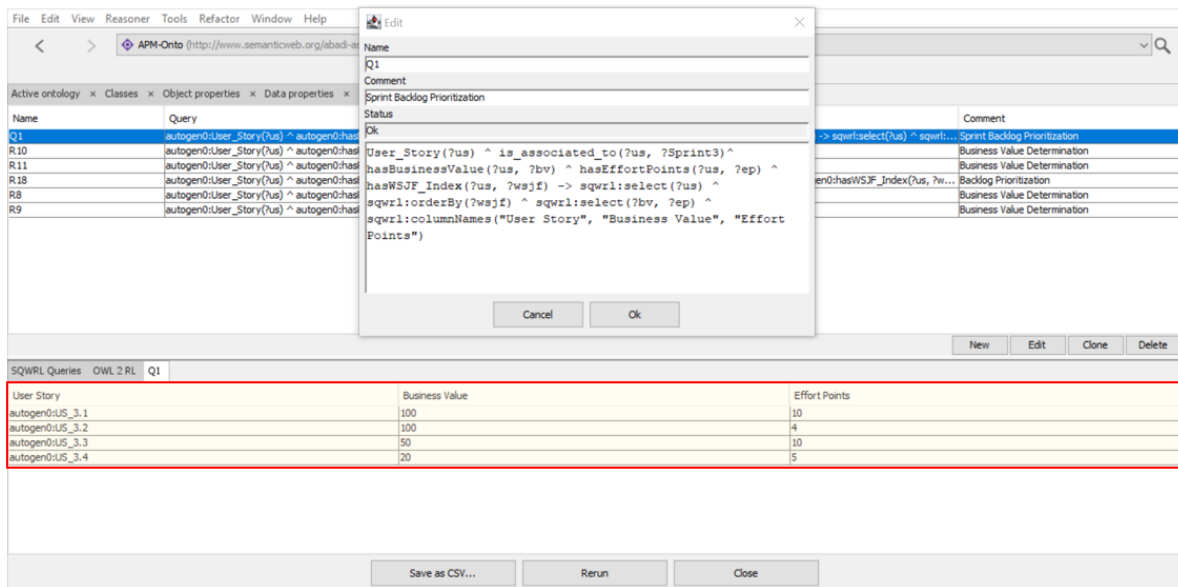 File Edit View Reasoner Tools Refactor Window Help
APM-Onto (http://www.semanticweb.org/abadi-a
Active ontology × Classes × Object properties × Data properties ×
Name Query Comment
Q1 autogen0:User_Story(?us) ^ autogen0:hasl -> sqwrl:select(?us) ^ sqwrl:... Sprint Backlog Prioritization
R10 autogen0:User_Story(?us) ^ autogen0:hasl Business Value Determination
R11 autogen0:User_Story(?us) ^ autogen0:hasl Business Value Determination
R18 autogen0:User_Story(?us) ^ autogen0:hasl en0:hasWSJF_Index(?us, ?w... Backlog Prioritization
R8 autogen0:User_Story(?us) ^ autogen0:hasl Business Value Determination
R9 autogen0:User_Story(?us) ^ autogen0:hasl Business Value Determination
Edit
Name
Q1
Comment
Sprint Backlog Prioritization
Status
Ok
User_Story(?us) ^ is_associated_to(?us, ?Sprint3)^
hasBusinessValue(?us, ?bv) ^ hasEffortPoints(?us, ?ep) ^
hasWSJF_Index(?us, ?wsjf) -> sqwrl:select(?us) ^
sqwrl:orderBy(?wsjf) ^ sqwrl:select(?bv, ?ep) ^
sqwrl:columnNames("User Story", "Business Value", "Effort
Points")
Cancel Ok
New Edit Clone Delete
SQWRL Queries OWL 2 RL Q1
User Story Business Value Effort Points
autogen0:US_3.1 100 10
autogen0:US_3.2 100 4
autogen0:US_3.3 50 10
autogen0:US_3.4 20 5
Save as CSV... Rerun Close